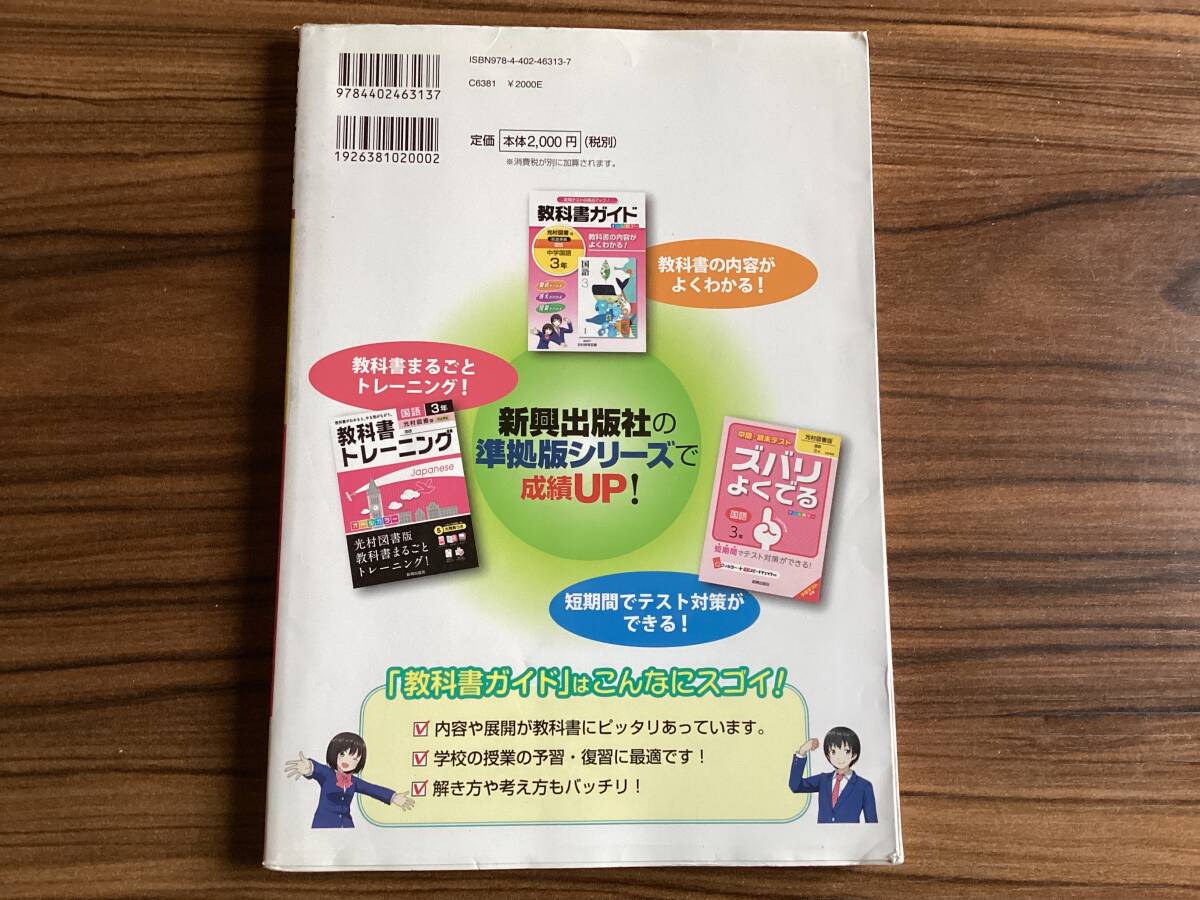 ISBN978-4-402-46313-7
C6381 ¥2000E
9784402463137
1926381020002
定価 本体2,000円 (税別)
※消費税が別に加算されます。
教科書ガイド
光村図書 版
中学国語
3年
教科書の内容が
よくわかる!
国語
3
教科書の内容が
よくわかる!
教科書まるごと
トレーニング!
国語 3年
光村図書版
教科書
トレーニング
Japanese
オールカラー
光村図書版
教科書まるごと
トレーニング!
新興出版社の
準拠版シリーズで
成績UP!
中間・期末テスト
光村図書版
ズバリ
よくでる
国語
3年
短期間でテスト対策ができる!
短期間でテスト対策が
できる!
「教科書ガイド」はこんなにスゴイ!
内容や展開が教科書にピッタリあっています。
学校の授業の予習・復習に最適です!
解き方や考え方もバッチリ!